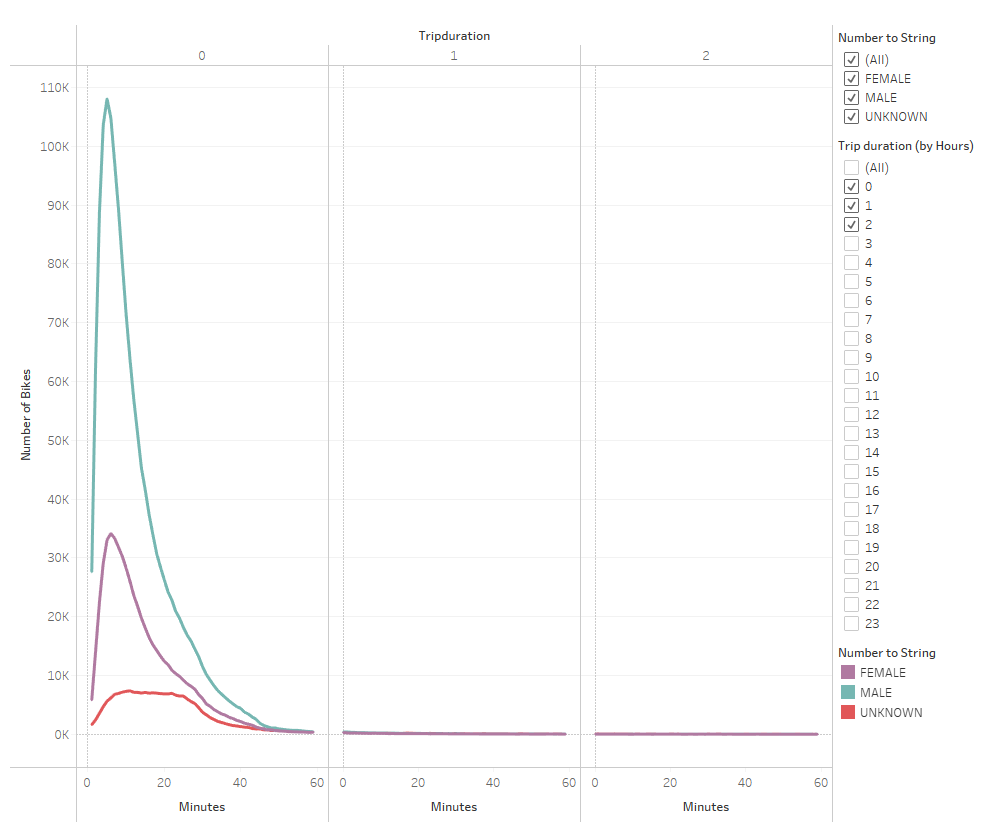 Tripduration
0 1 2
110K
100K
90K
80K
70K
60K
50K
40K
30K
20K
10K
0K
Number of Bikes
0 20 40 60 0 20 40 60 0 20 40 60
Minutes Minutes Minutes
Number to String
(All)
FEMALE
MALE
UNKNOWN
Trip duration (by Hours)
(All)
0
1
2
3
4
5
6
7
8
9
10
11
12
13
14
15
16
17
18
19
20
21
22
23
Number to String
FEMALE
MALE
UNKNOWN